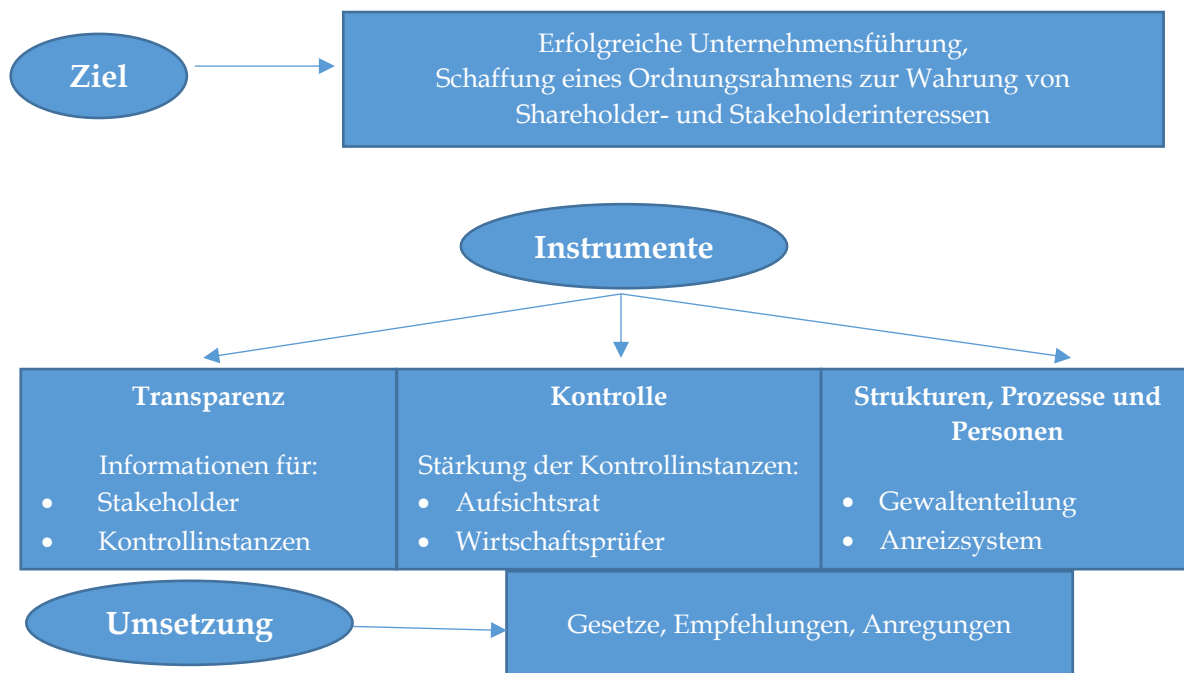 Ziel
Erfolgreiche Unternehmensführung,
Schaffung eines Ordnungsrahmens zur Wahrung von
Shareholder- und Stakeholderinteressen
Instrumente
Transparenz
Informationen für:
• Stakeholder
• Kontrollinstanzen
Kontrolle
Stärkung der Kontrollinstanzen:
• Aufsichtsrat
• Wirtschaftsprüfer
Strukturen, Prozesse und
Personen
• Gewaltenteilung
• Anreizsystem
Umsetzung
Gesetze, Empfehlungen, Anregungen